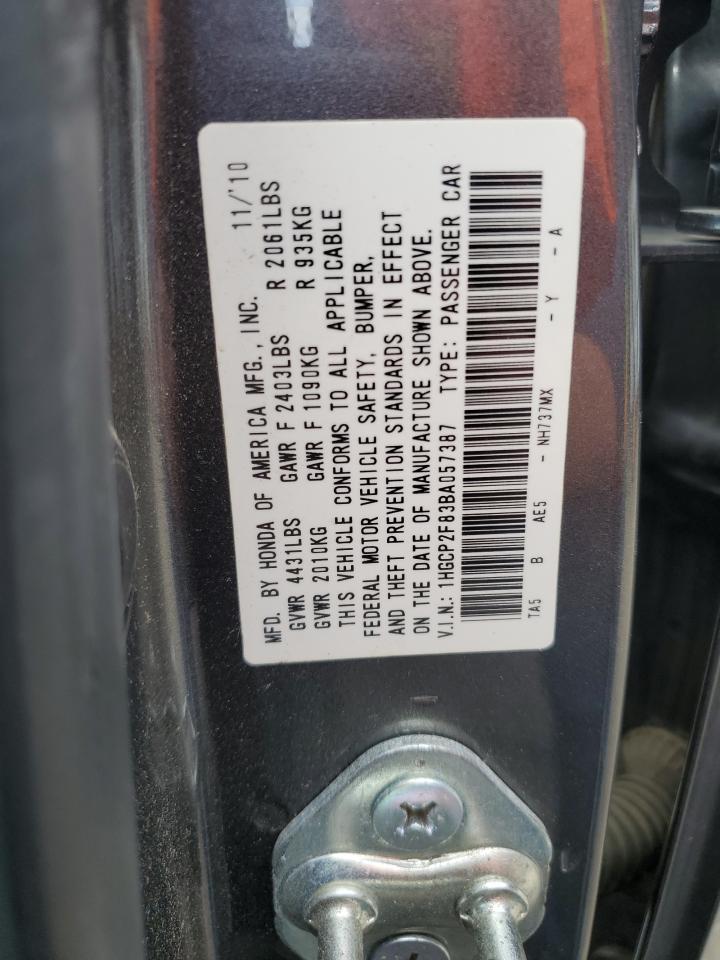 MFD. BY HONDA OF AMERICA MFG., INC. 11/'10
GVWR 4431LBS GAWR F 2403LBS R 2061LBS
GVWR 2010KG GAWR F 1090KG R 935KG
THIS VEHICLE CONFORMS TO ALL APPLICABLE
FEDERAL MOTOR VEHICLE SAFETY, BUMPER,
AND THEFT PREVENTION STANDARDS IN EFFECT
ON THE DATE OF MANUFACTURE SHOWN ABOVE.
V.I.N.: 1HGCP2F83BA057387 TYPE: PASSENGER CAR
TA5 B AE5 - NH737MX - Y - A